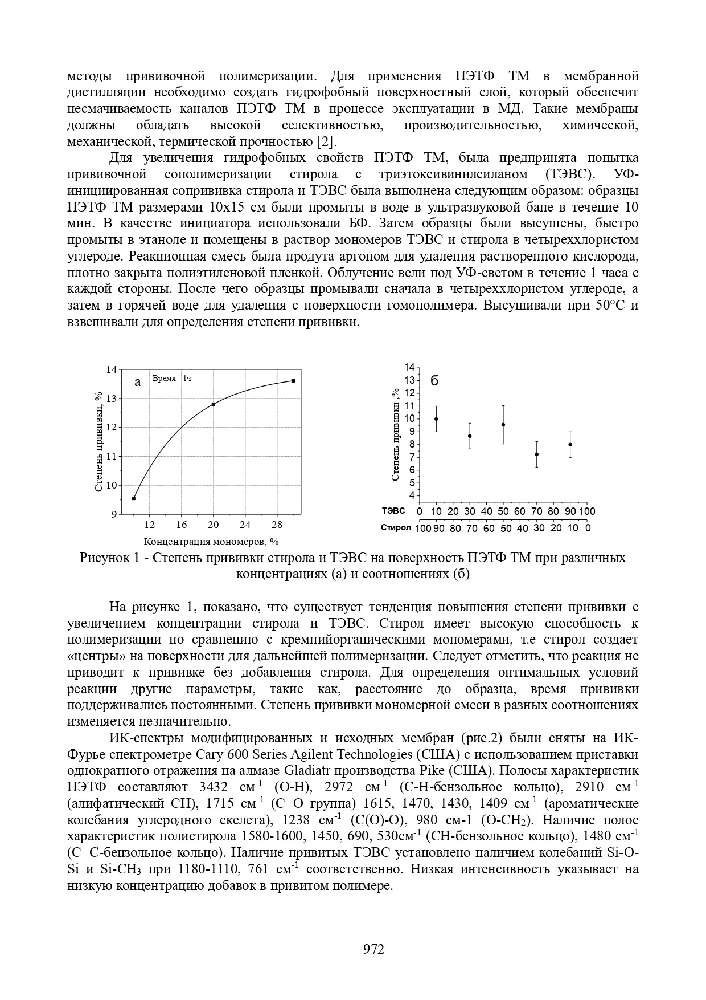 методы прививочной полимеризации. Для применения ПЭТФ ТМ в мембранной
дистилляции необходимо создать гидрофобный поверхностный слой, который обеспечит
несмачиваемость каналов ПЭТФ ТМ в процессе эксплуатации в МД. Такие мембраны
должны обладать высокой селективностью, производительностью, химической,
механической, термической прочностью [2].
Для увеличения гидрофобных свойств ПЭТФ ТМ, была предпринята попытка
прививочной сополимеризации стирола с триэтоксивинилсиланом (ТЭВС). УФ-
инициированная сопрививка стирола и ТЭВС была выполнена следующим образом: образцы
ПЭТФ ТМ размерами 10х15 см были промыты в воде в ультразвуковой бане в течение 10
мин. В качестве инициатора использовали БФ. Затем образцы были высушены, быстро
промыты в этаноле и помещены в раствор мономеров ТЭВС и стирола в четыреххлористом
углероде. Реакционная смесь была продута аргоном для удаления растворенного кислорода,
плотно закрыта полиэтиленовой пленкой. Облучение вели под УФ-светом в течение 1 часа с
каждой стороны. После чего образцы промывали сначала в четыреххлористом углероде, а
затем в горячей воде для удаления с поверхности гомополимера. Высушивали при 50°С и
взвешивали для определения степени прививки.
14
13
12
11
10
9
Степень прививки, %
а
Время - 1ч
12 16 20 24 28
Концентрация мономеров, %
14
13
12
11
10
9
8
7
6
5
4
Степень прививки ,%
б
ТЭВС 0 10 20 30 40 50 60 70 80 90 100
Стирол 100 90 80 70 60 50 40 30 20 10 0
Рисунок 1 - Степень прививки стирола и ТЭВС на поверхность ПЭТФ ТМ при различных
концентрациях (а) и соотношениях (б)
На рисунке 1, показано, что существует тенденция повышения степени прививки с
увеличением концентрации стирола и ТЭВС. Стирол имеет высокую способность к
полимеризации по сравнению с кремнийорганическими мономерами, т.е стирол создает
«центры» на поверхности для дальнейшей полимеризации. Следует отметить, что реакция не
приводит к прививке без добавления стирола. Для определения оптимальных условий
реакции другие параметры, такие как, расстояние до образца, время прививки
поддерживались постоянными. Степень прививки мономерной смеси в разных соотношениях
изменяется незначительно.
ИК-спектры модифицированных и исходных мембран (рис.2) были сняты на ИК-
Фурье спектрометре Cary 600 Series Agilent Technologies (США) с использованием приставки
однократного отражения на алмазе Gladiatr производства Pike (США). Полосы характеристик
ПЭТФ составляют 3432 см⁻¹ (О-Н), 2972 см⁻¹ (С-Н-бензольное кольцо), 2910 см⁻¹
(алифатический СН), 1715 см⁻¹ (С=О группа) 1615, 1470, 1430, 1409 см⁻¹ (ароматические
колебания углеродного скелета), 1238 см⁻¹ (С(О)-О), 980 см-1 (О-СН₂). Наличие полос
характеристик полистирола 1580-1600, 1450, 690, 530см⁻¹ (СН-бензольное кольцо), 1480 см⁻¹
(С=С-бензольное кольцо). Наличие привитых ТЭВС установлено наличием колебаний Si-O-
Si и Si-CH₃ при 1180-1110, 761 см⁻¹ соответственно. Низкая интенсивность указывает на
низкую концентрацию добавок в привитом полимере.
972